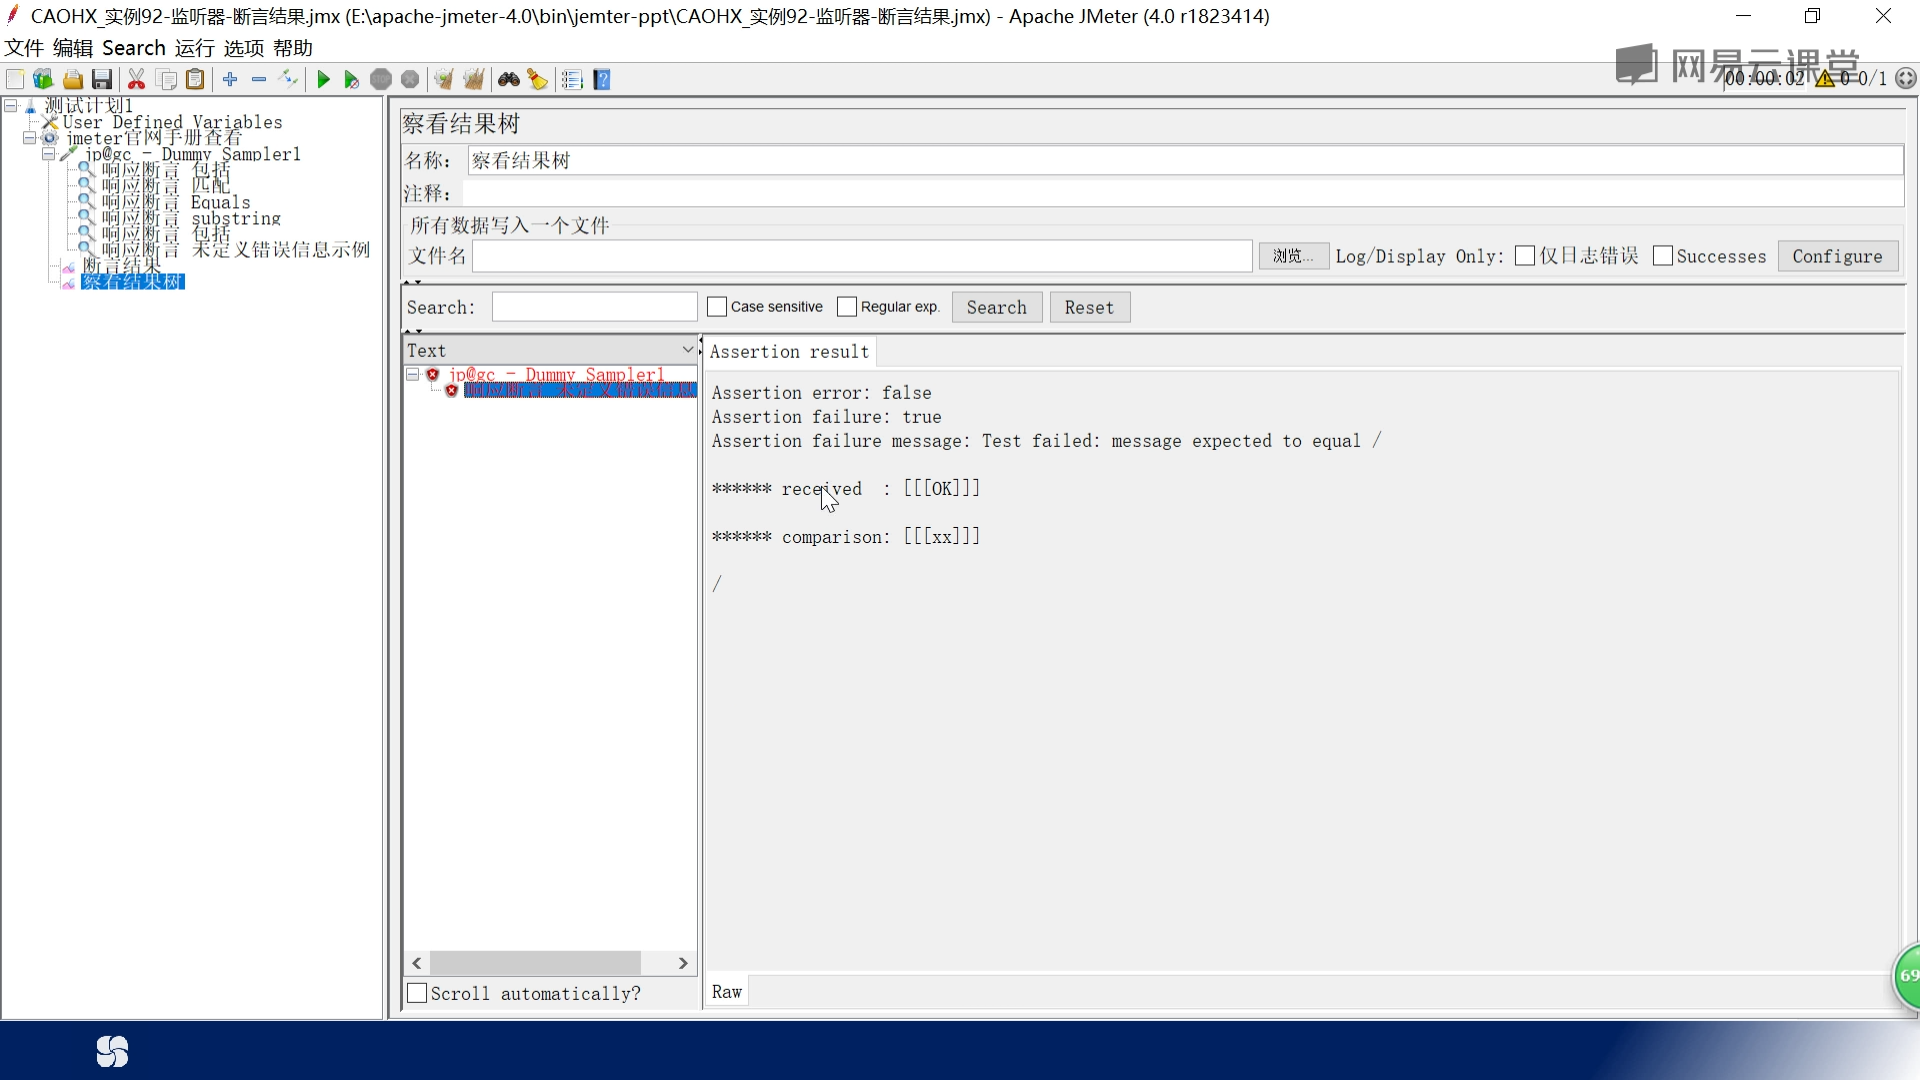 CAOHX_实例92-监听器-断言结果.jmx (E:\apache-jmeter-4.0\bin\jemter-ppt\CAOHX_实例92-监听器-断言结果.jmx) - Apache JMeter (4.0 r1823414)
文件 编辑 Search 运行 选项 帮助
网易云课堂
00:00:02 0 0/1
测试计划1
User Defined Variables
jmeter官网手册查看
jp@gc - Dummy Sampler1
响应断言 包括
响应断言 匹配
响应断言 Equals
响应断言 substring
响应断言 包括
响应断言 未定义错误信息示例
断言结果
察看结果树
察看结果树
名称: 察看结果树
注释:
所有数据写入一个文件
文件名 浏览... Log/Display Only: 仅日志错误 Successes Configure
Search: Case sensitive Regular exp. Search Reset
Text
jp@gc - Dummy Sampler1
响应断言 未定义错误信息
Assertion result
Assertion error: false
Assertion failure: true
Assertion failure message: Test failed: message expected to equal /
****** received : [[[OK]]]
****** comparison: [[[xx]]]
/
Scroll automatically?
Raw
69